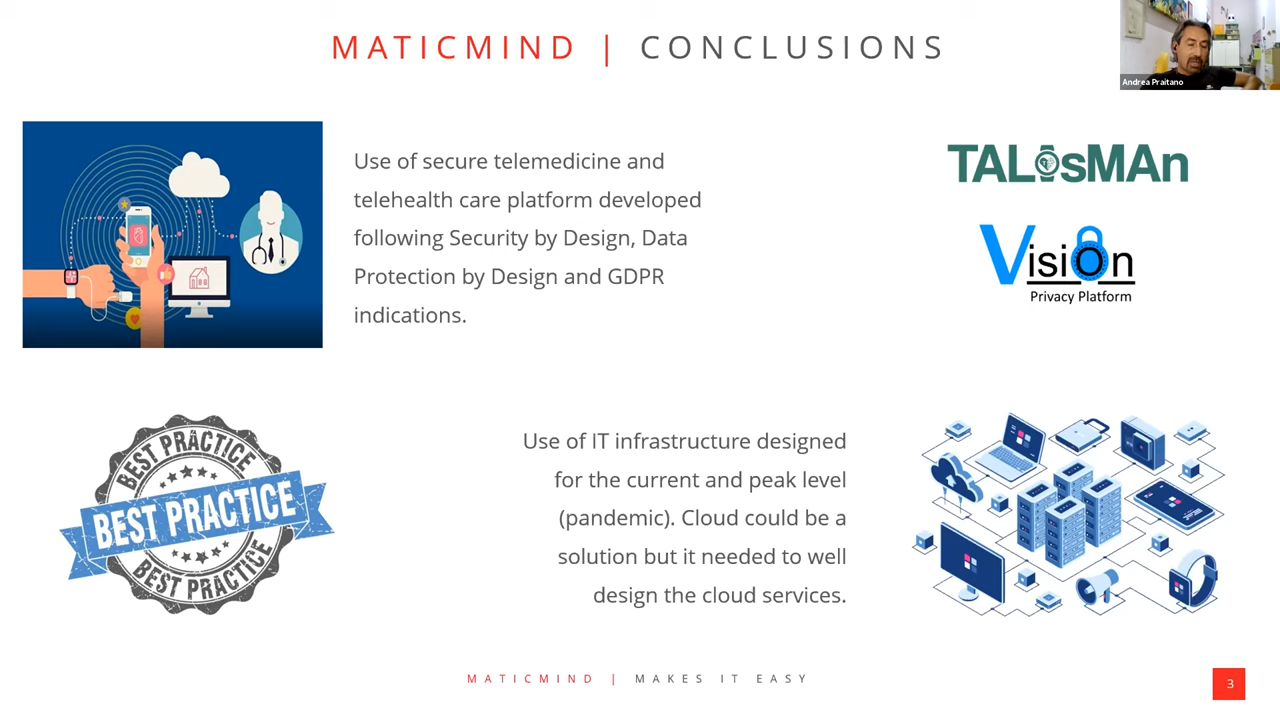 MATICMIND | CONCLUSIONS
Andrea Praitano
Use of secure telemedicine and
telehealth care platform developed
following Security by Design, Data
Protection by Design and GDPR
indications.
TALIsMAn
VisiOn
Privacy Platform
BEST PRACTICE
BEST PRACTICE
BEST PRACTICE
Use of IT infrastructure designed
for the current and peak level
(pandemic). Cloud could be a
solution but it needed to well
design the cloud services.
MATICMIND | MAKES IT EASY
3